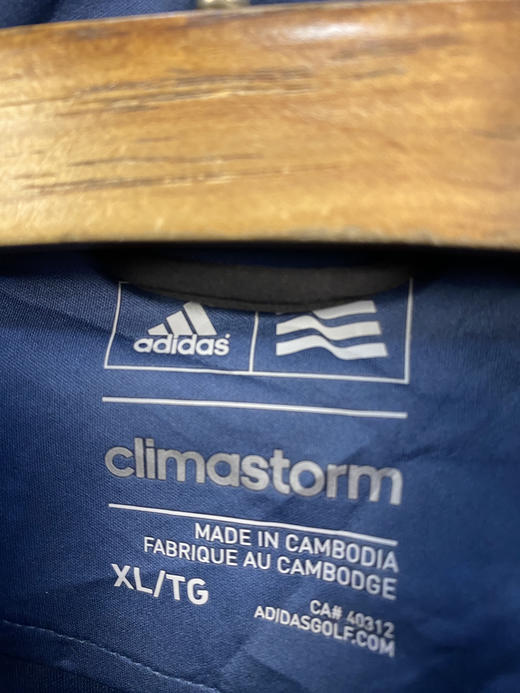 adidas
climastorm
MADE IN CAMBODIA
FABRIQUE AU CAMBODGE
XL/TG
CA# 40312
ADIDASGOLF.COM